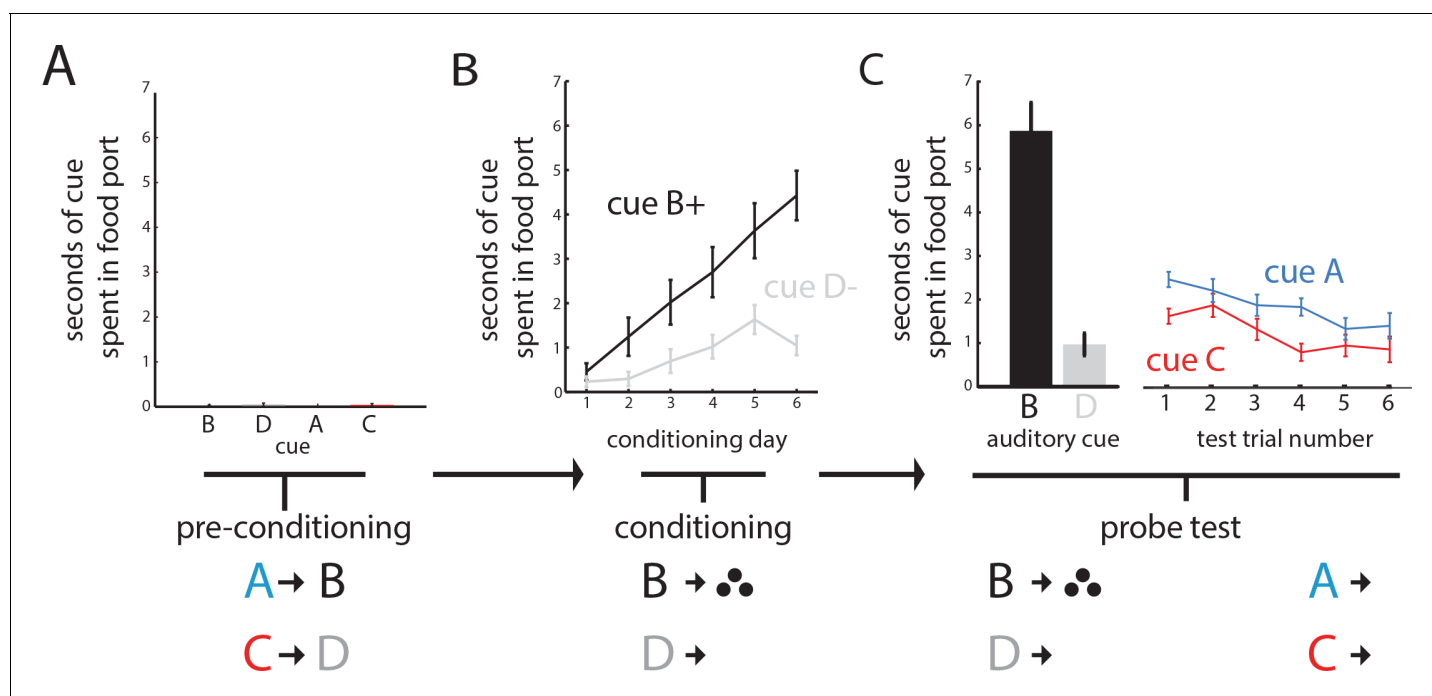 A
seconds of cue
spent in food port
7
6
5
4
3
2
1
0
B D A C
cue
B
seconds of cue
spent in food port
7
6
5
4
3
2
1
0
cue B+
cue D-
1 2 3 4 5 6
conditioning day
C
seconds of cue
spent in food port
7
6
5
4
3
2
1
0
B D
auditory cue
cue A
cue C
1 2 3 4 5 6
test trial number
pre-conditioning
A → B
C → D
conditioning
B →
D →
probe test
B →
D →
A →
C →